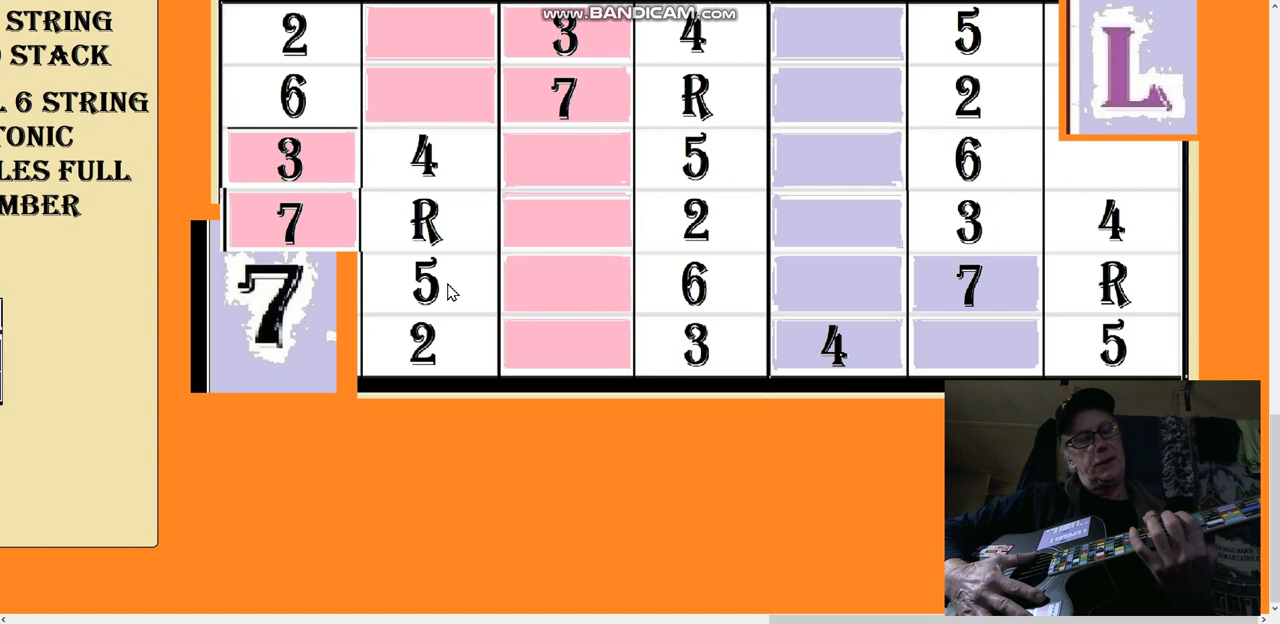 www.BANDICAM.com
STRING
STACK
6 STRING
TONIC
LES FULL
MBER
2 3 4 5
6 7 R 2
3 4 5 6
7 R 2 3 4
5 6 7 R
2 3 4 5
7
L